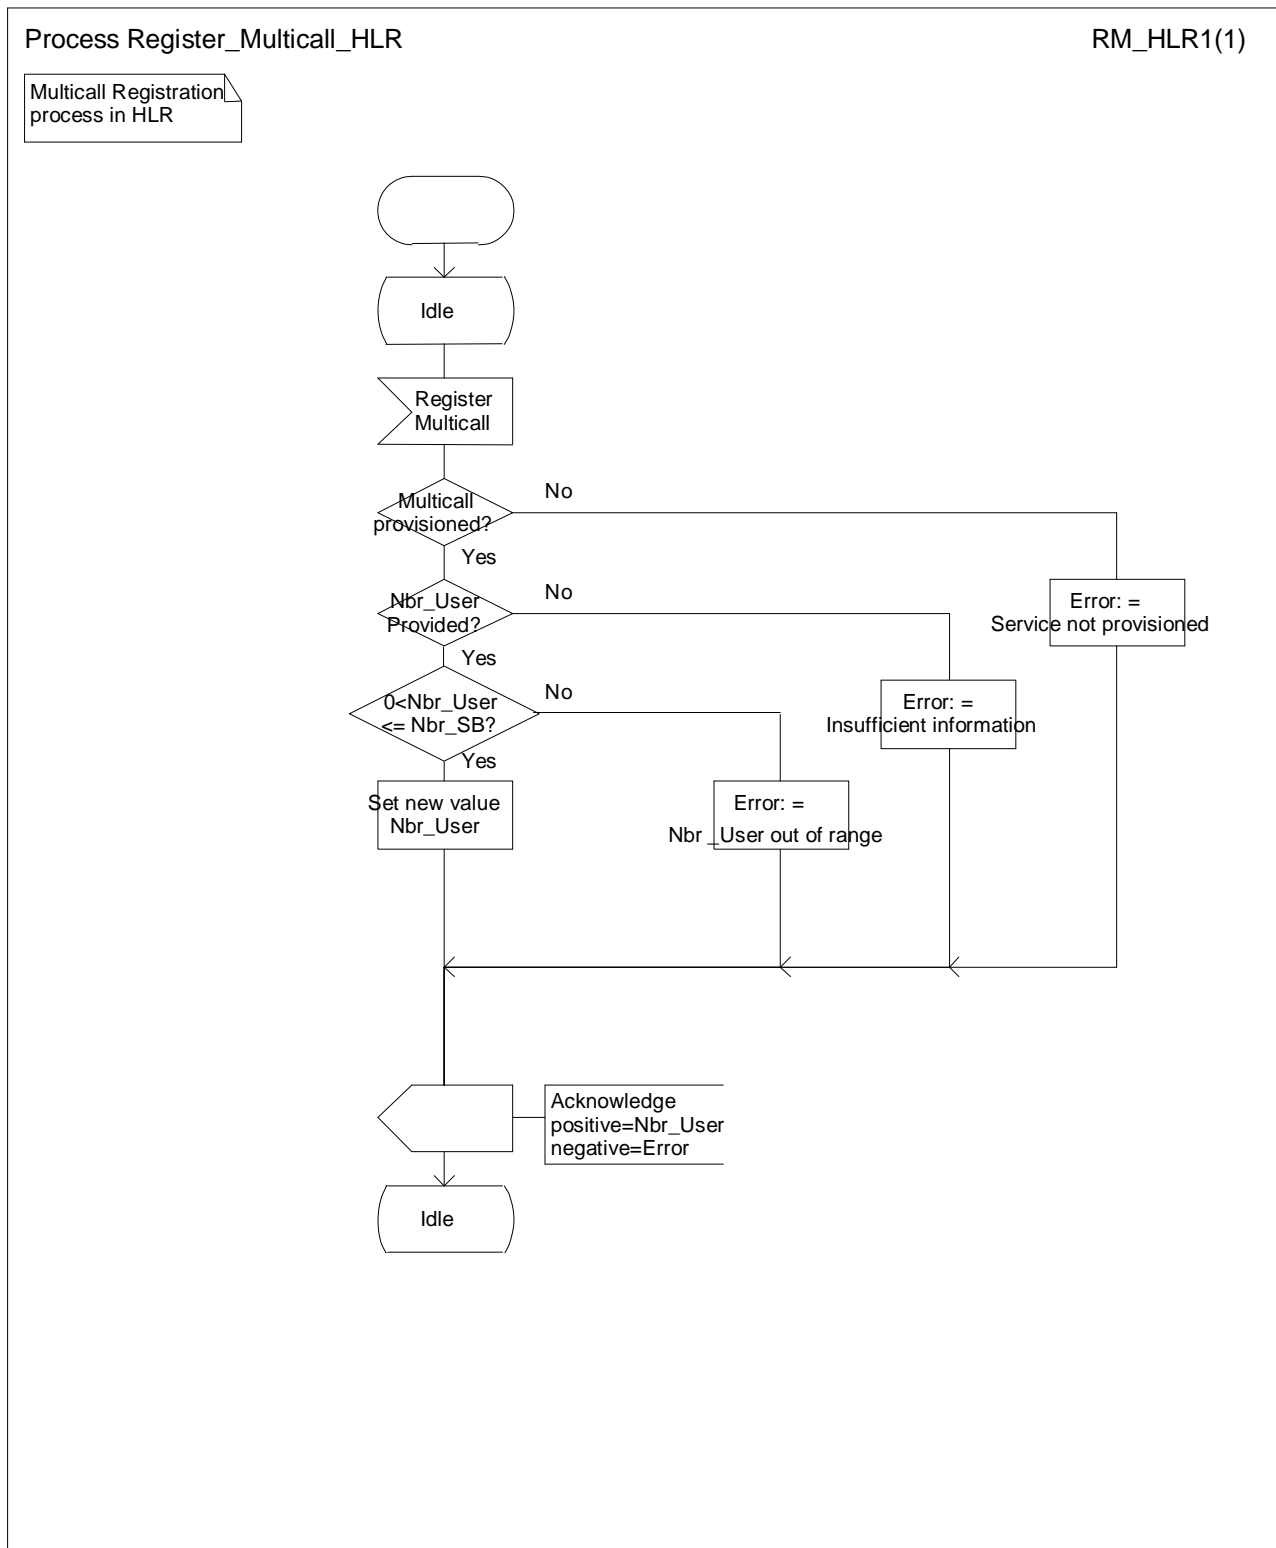 Process Register_Multicall_HLR
RM_HLR1(1)
Multicall Registration
process in HLR
Idle
Register
Multicall
Multicall
provisioned?
No
Yes
Nbr_User
Provided?
No
Error: =
Service not provisioned
Yes
0<Nbr_User
<= Nbr_SB?
No
Error: =
Insufficient information
Yes
Set new value
Nbr_User
Error: =
Nbr _User out of range
Acknowledge
positive=Nbr_User
negative=Error
Idle